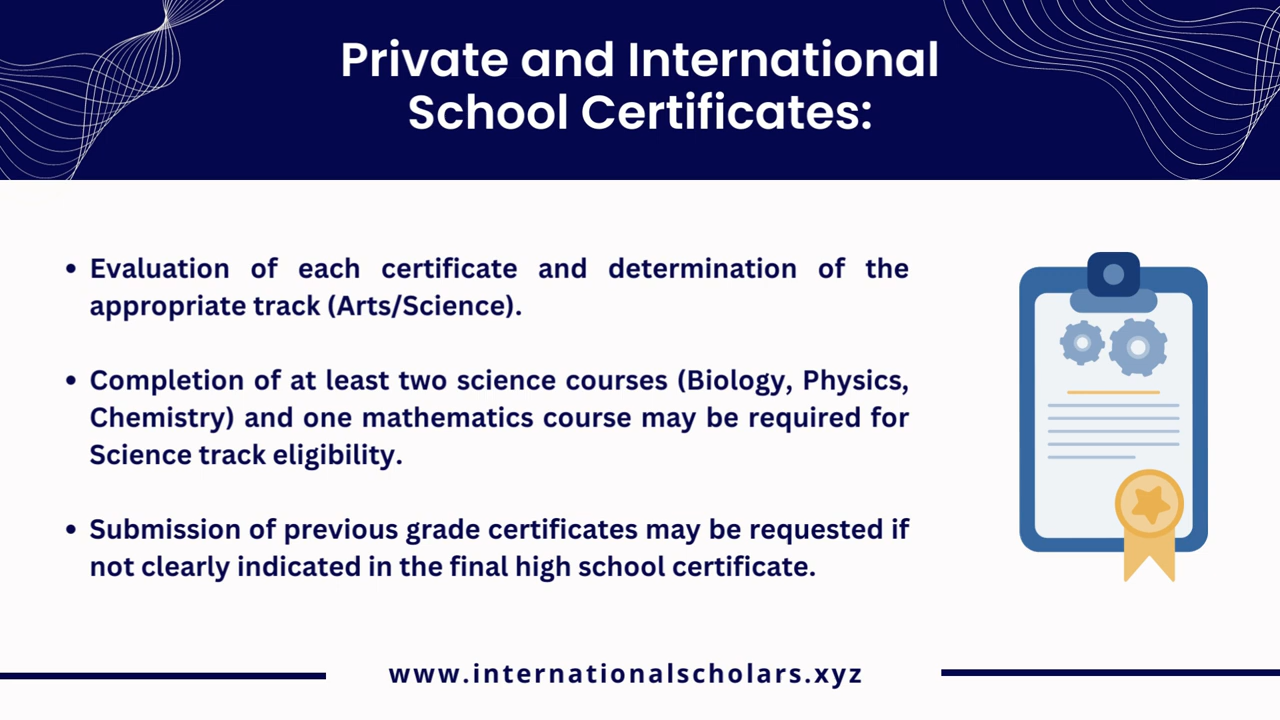 Private and International
School Certificates:
• Evaluation of each certificate and determination of the
appropriate track (Arts/Science).
• Completion of at least two science courses (Biology, Physics,
Chemistry) and one mathematics course may be required for
Science track eligibility.
• Submission of previous grade certificates may be requested if
not clearly indicated in the final high school certificate.
www.internationalscholars.xyz